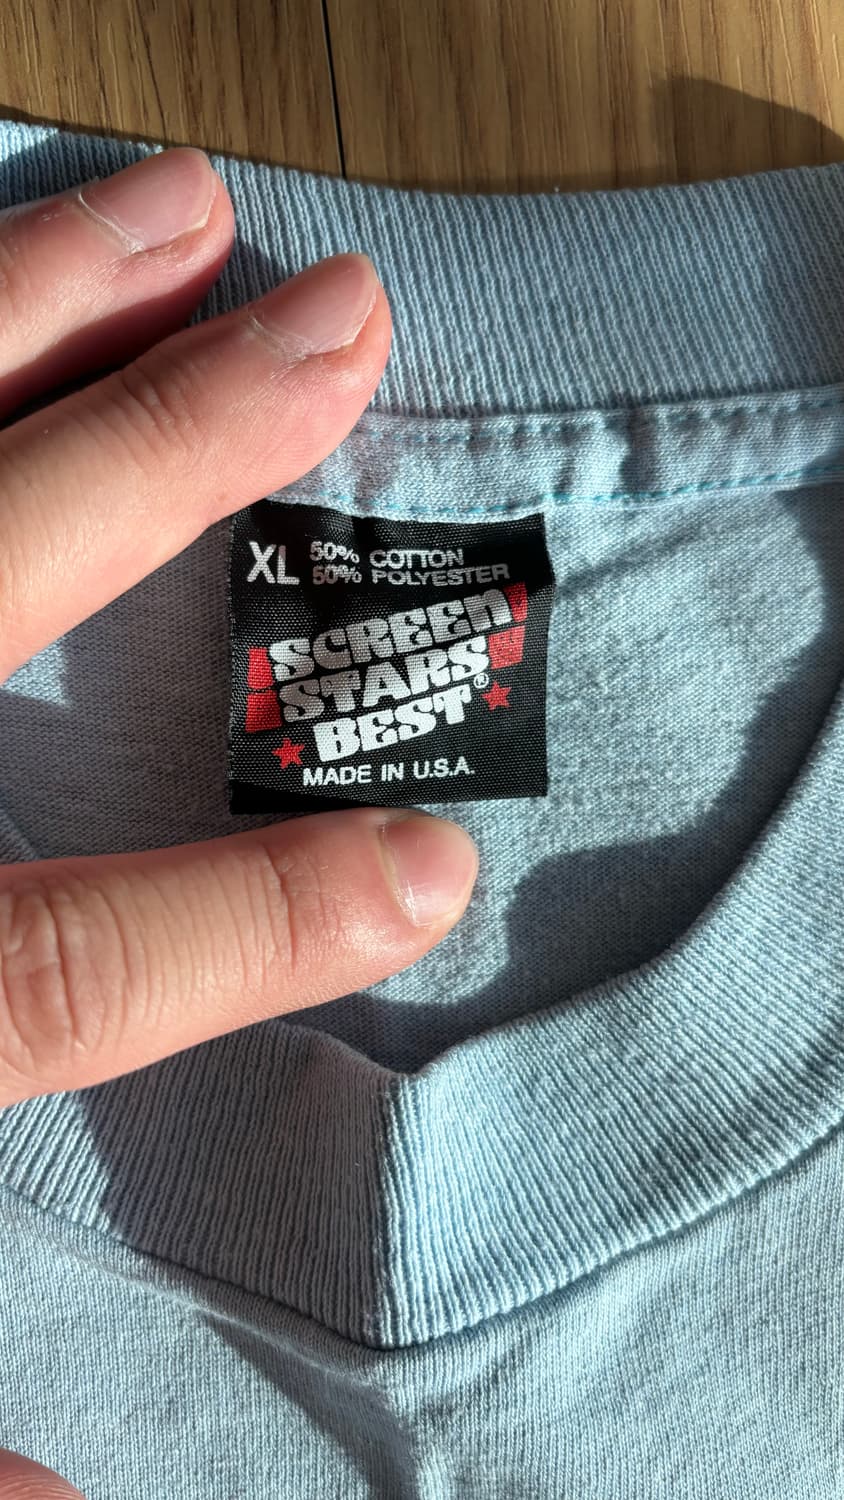 XL 50% COTTON
50% POLYESTER
SCREEN
STARS
BEST®
MADE IN U.S.A.